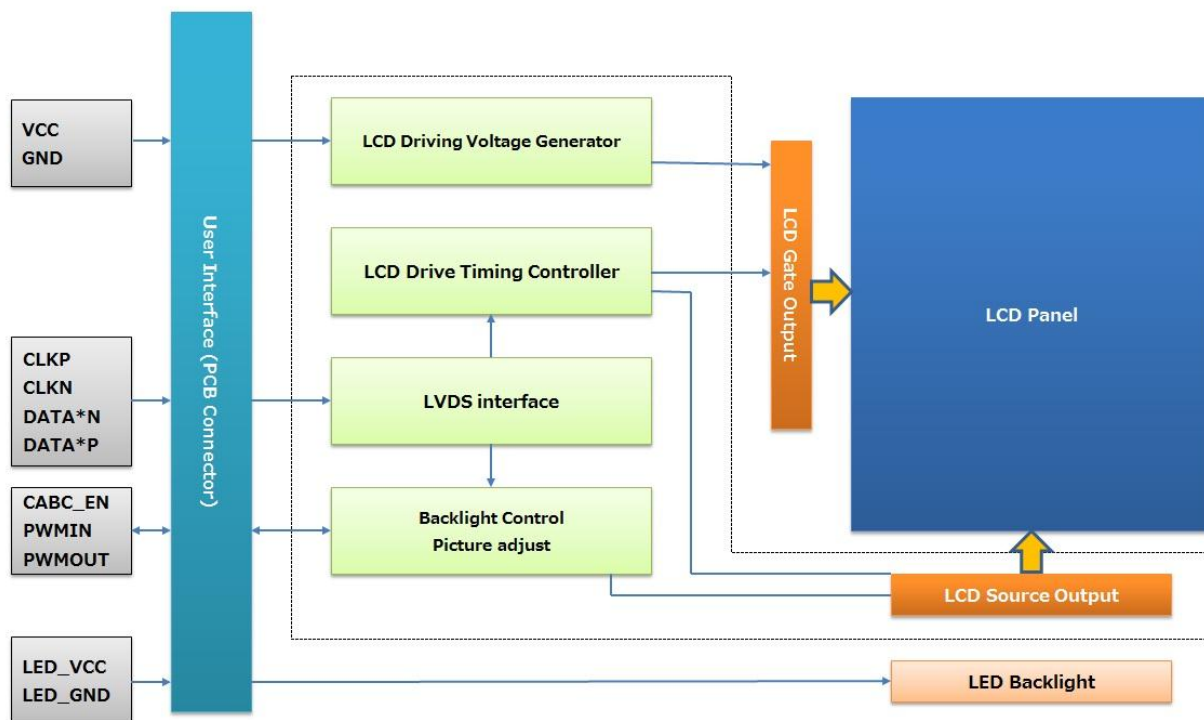 VCC
GND
CLKP
CLKN
DATA*N
DATA*P
CABC_EN
PWMIN
PWMOUT
LED_VCC
LED_GND
User Interface (PCB Connector)
LCD Driving Voltage Generator
LCD Drive Timing Controller
LVDS interface
Backlight Control
Picture adjust
LCD Gate Output
LCD Panel
LCD Source Output
LED Backlight